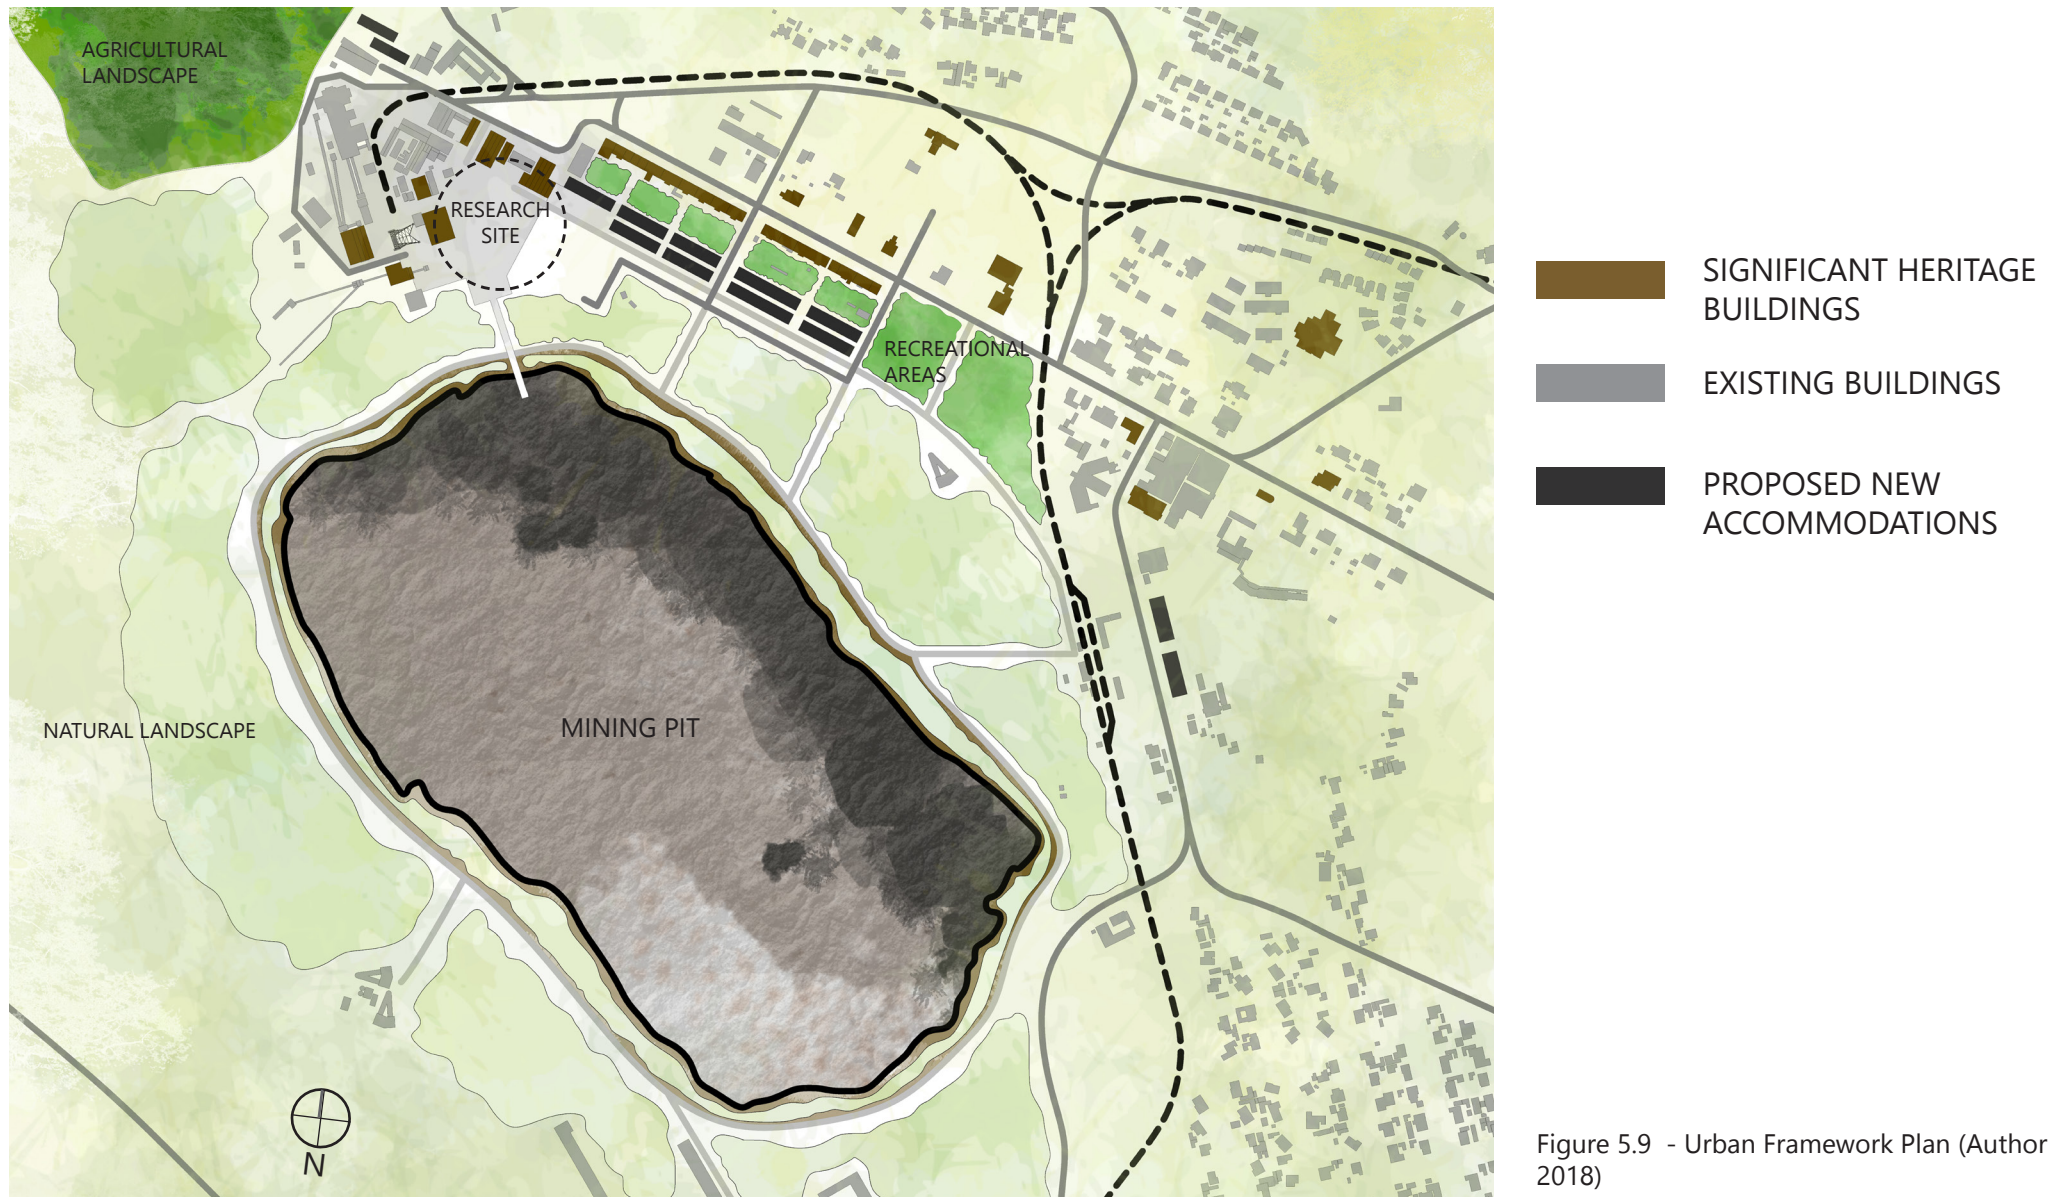 AGRICULTURAL
LANDSCAPE
RESEARCH
SITE
RECREATIONAL
AREAS
NATURAL LANDSCAPE
MINING PIT
N
SIGNIFICANT HERITAGE
BUILDINGS
EXISTING BUILDINGS
PROPOSED NEW
ACCOMMODATIONS
Figure 5.9 - Urban Framework Plan (Author
2018)